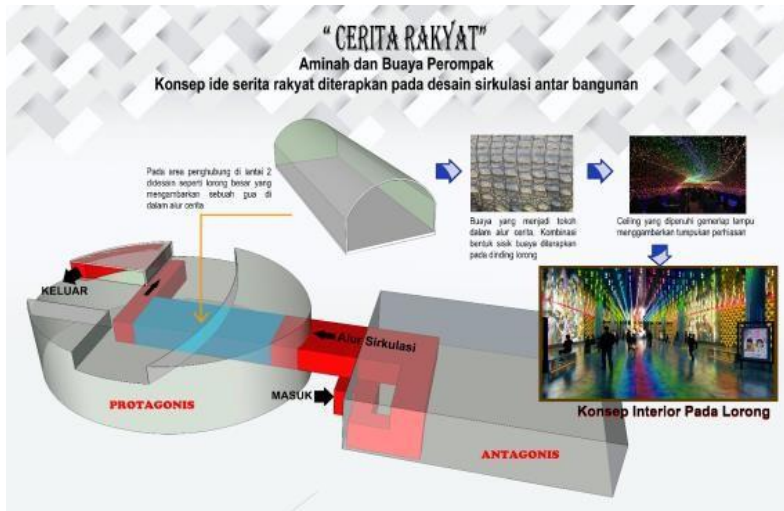 “ CERITA RAKYAT”
Aminah dan Buaya Perompak
Konsep ide serita rakyat diterapkan pada desain sirkulasi antar bangunan
Pada area penghubung di lantai 2
didesain seperti lorong besar yang
mengambarkan sebuah gua di
dalam alur cerita
Buaya yang menjadi tokoh
dalam alur cerita. Kombinasi
bentuk sisik buaya diterapkan
pada dinding lorong
Ceiling yang dipenuhi gemerlap lampu
menggambarkan tumpukan perhiasan
KELUAR
Alur Sirkulasi
MASUK
PROTAGONIS
ANTAGONIS
Konsep Interior Pada Lorong